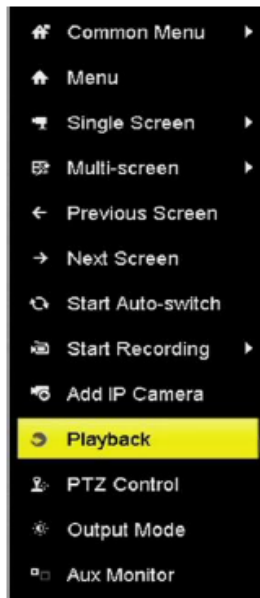 Common Menu
Menu
Single Screen
Multi-screen
Previous Screen
Next Screen
Start Auto-switch
Start Recording
Add IP Camera
Playback
PTZ Control
Output Mode
Aux Monitor